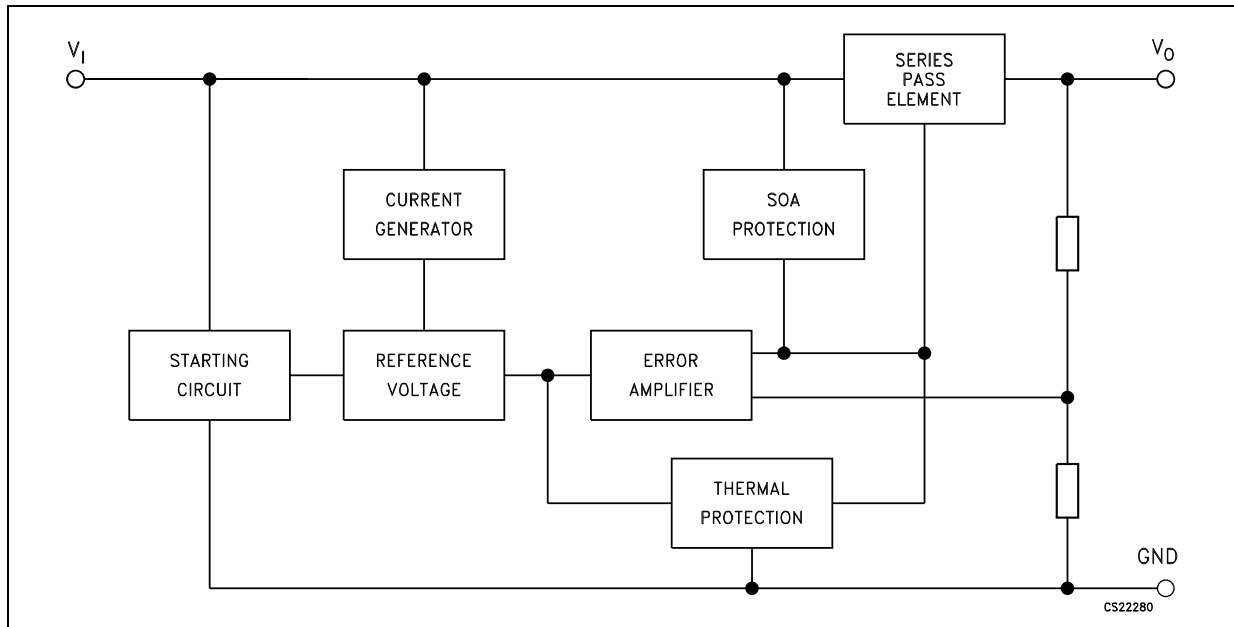 V_I
V_O
SERIES
PASS
ELEMENT
CURRENT
GENERATOR
SOA
PROTECTION
STARTING
CIRCUIT
REFERENCE
VOLTAGE
ERROR
AMPLIFIER
THERMAL
PROTECTION
GND
CS22280